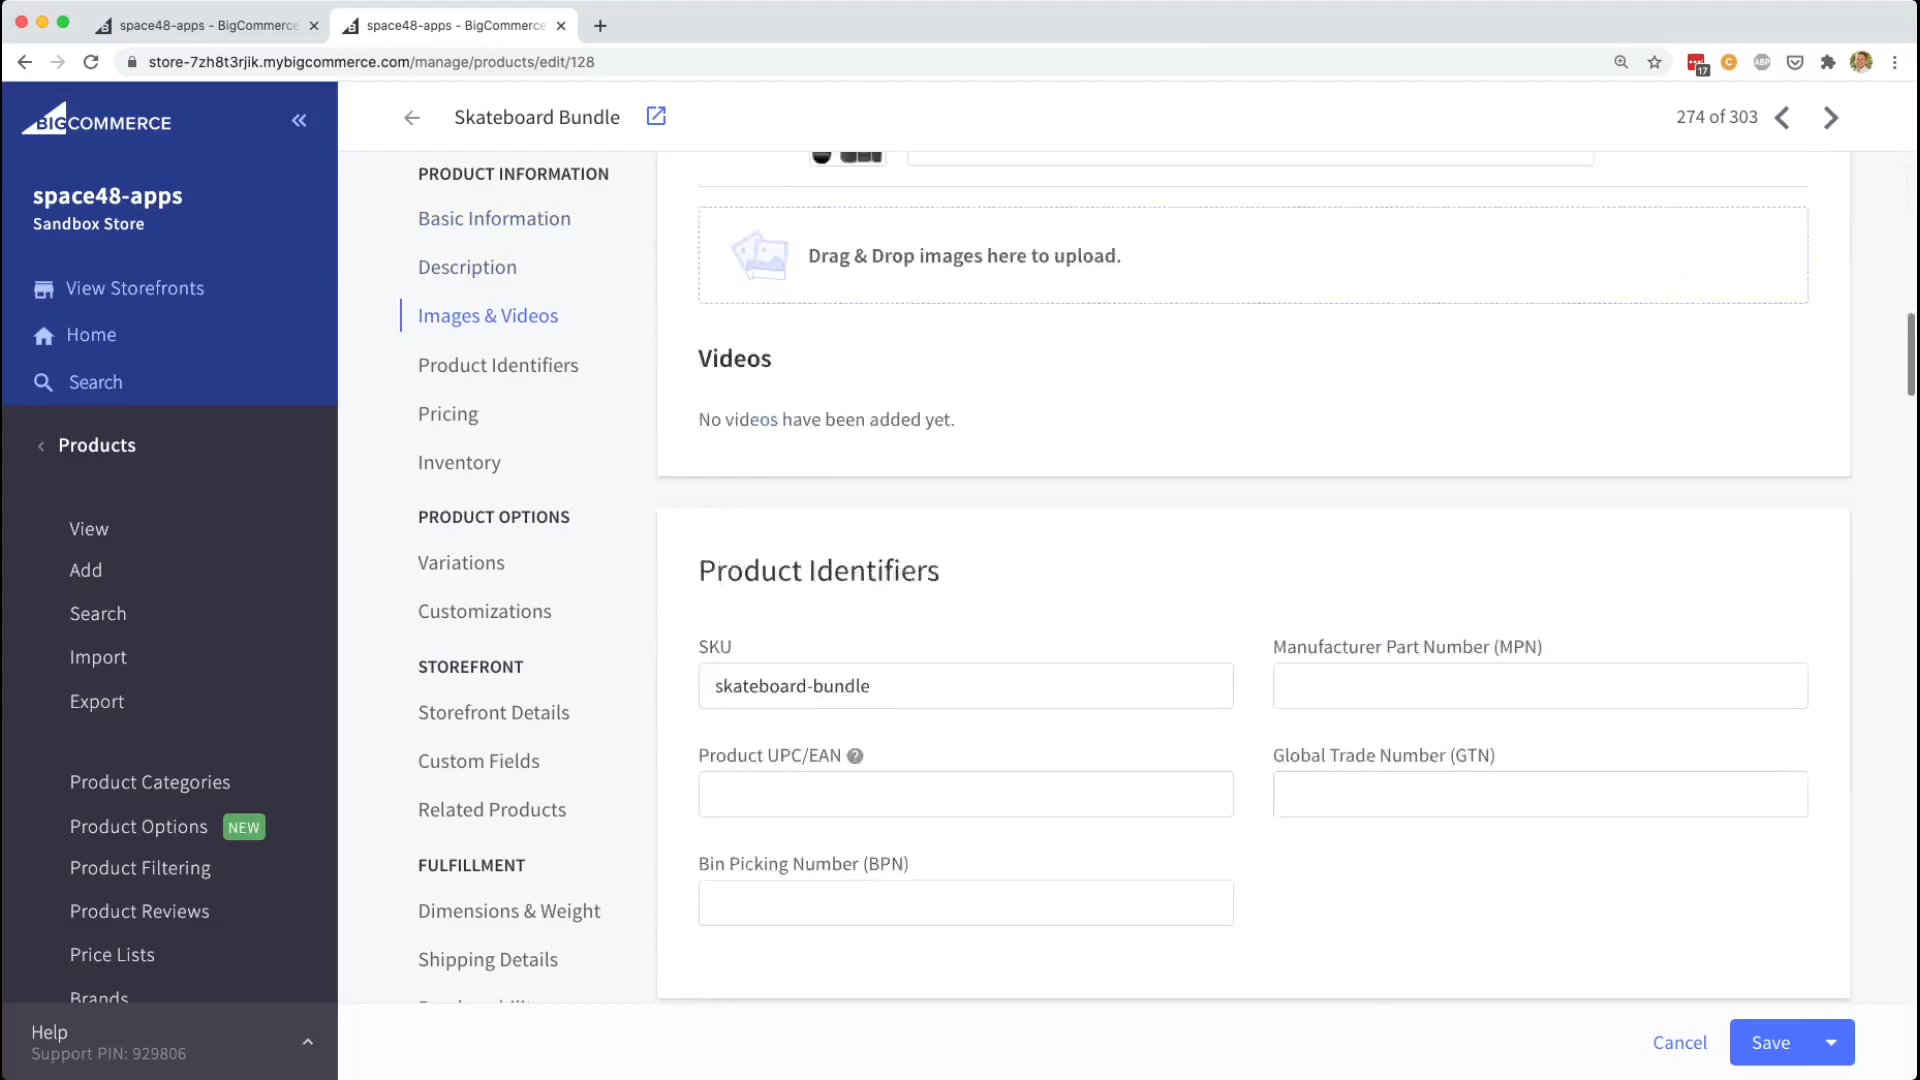 space48-apps - BigCommerce
space48-apps - BigCommerce
store-7zh8t3rjik.mybigcommerce.com/manage/products/edit/128
17
C
ABP
BIGCOMMERCE
space48-apps
Sandbox Store
View Storefronts
Home
Search
Products
View
Add
Search
Import
Export
Product Categories
Product Options NEW
Product Filtering
Product Reviews
Price Lists
Brands
Help
Support PIN: 929806
Skateboard Bundle
274 of 303
PRODUCT INFORMATION
Basic Information
Description
Images & Videos
Product Identifiers
Pricing
Inventory
PRODUCT OPTIONS
Variations
Customizations
STOREFRONT
Storefront Details
Custom Fields
Related Products
FULFILLMENT
Dimensions & Weight
Shipping Details
Drag & Drop images here to upload.
Videos
No videos have been added yet.
Product Identifiers
SKU
skateboard-bundle
Manufacturer Part Number (MPN)
Product UPC/EAN ?
Global Trade Number (GTN)
Bin Picking Number (BPN)
Cancel
Save